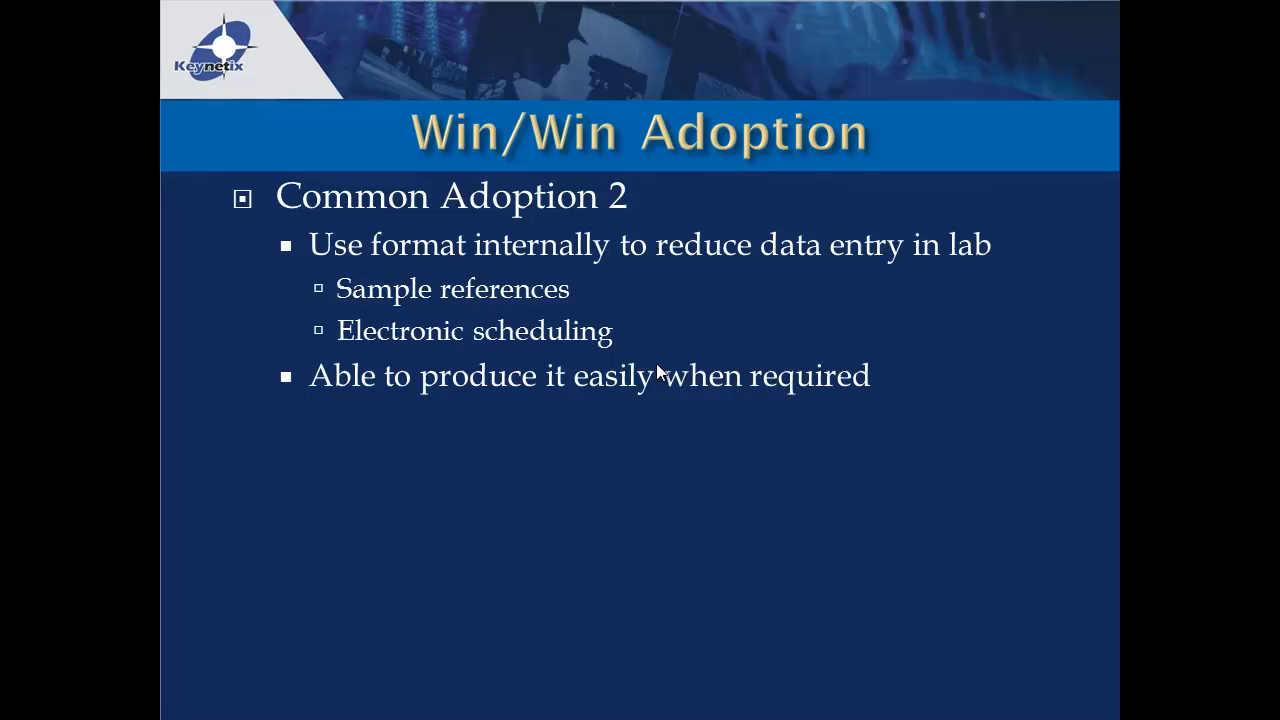 Keynetix
Win/Win Adoption
Common Adoption 2
Use format internally to reduce data entry in lab
Sample references
Electronic scheduling
Able to produce it easily when required